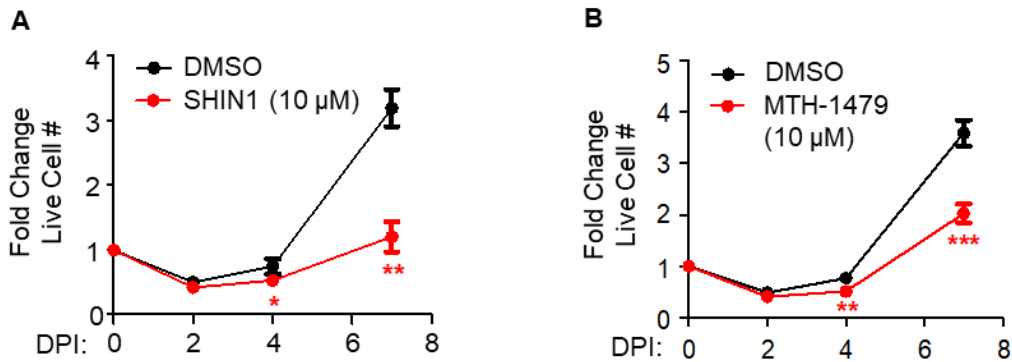 A
Fold Change
Live Cell #
4
3
2
1
0
DMSO
SHIN1 (10 µM)
*
**
DPI: 0 2 4 6 8
B
Fold Change
Live Cell #
5
4
3
2
1
0
DMSO
MTH-1479
(10 µM)
**
***
DPI: 0 2 4 6 8